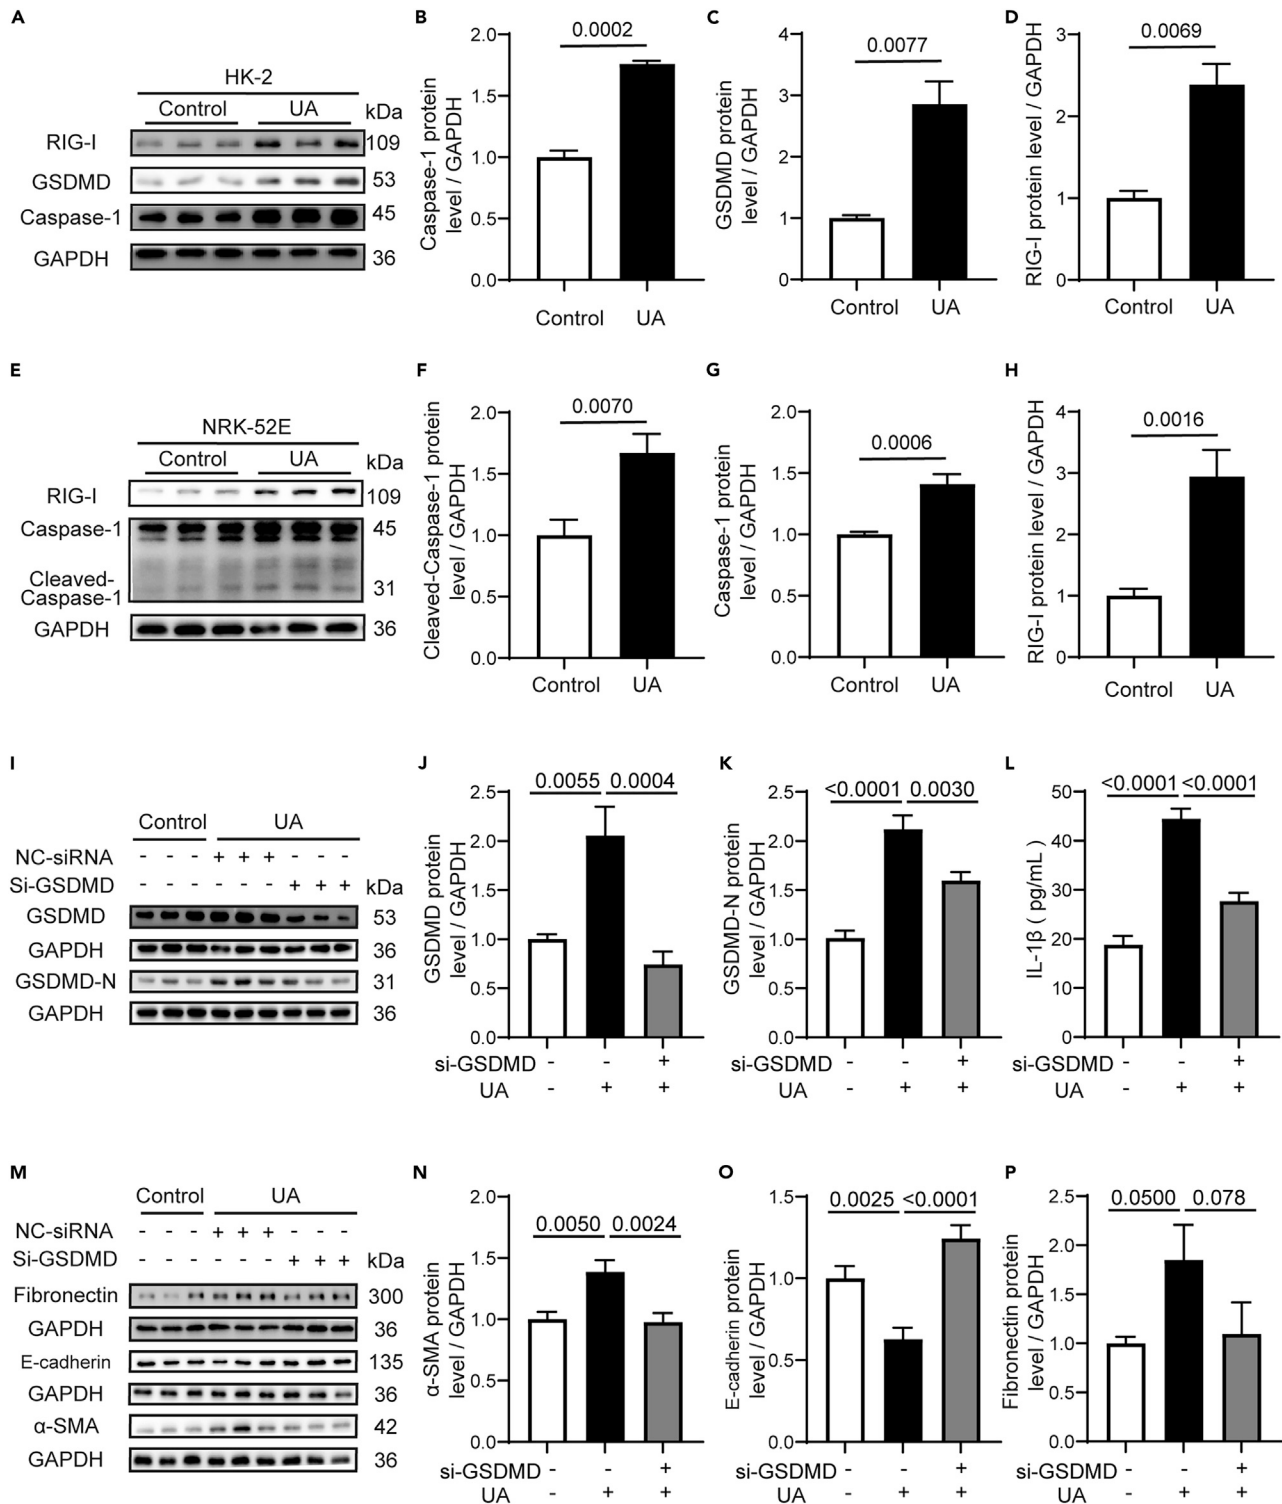 A
HK-2
Control UA kDa
RIG-I 109
GSDMD 53
Caspase-1 45
GAPDH 36
B
Caspase-1 protein
level / GAPDH
2.0
1.5
1.0
0.5
0.0
0.0002
Control UA
C
GSDMD protein
level / GAPDH
4
3
2
1
0
0.0077
Control UA
D
RIG-I protein level / GAPDH
3
2
1
0
0.0069
Control UA
E
NRK-52E
Control UA kDa
RIG-I 109
Caspase-1 45
Cleaved-
Caspase-1 31
GAPDH 36
F
Cleaved-Caspase-1 protein
level / GAPDH
2.0
1.5
1.0
0.5
0.0
0.0070
Control UA
G
Caspase-1 protein
level / GAPDH
2.0
1.5
1.0
0.5
0.0
0.0006
Control UA
H
RIG-I protein level / GAPDH
4
3
2
1
0
0.0016
Control UA
I
Control UA
NC-siRNA - - - + + + - - -
Si-GSDMD - - - - - - + + + kDa
GSDMD 53
GAPDH 36
GSDMD-N 31
GAPDH 36
J
GSDMD protein
level / GAPDH
2.5
2.0
1.5
1.0
0.5
0.0
0.0055 0.0004
si-GSDMD - - +
UA - + +
K
GSDMD-N protein
level / GAPDH
2.5
2.0
1.5
1.0
0.5
0.0
<0.0001 0.0030
si-GSDMD - - +
UA - + +
L
IL-1β ( pg/mL )
50
40
30
20
10
0
<0.0001 <0.0001
si-GSDMD - - +
UA - + +
M
Control UA
NC-siRNA - - - + + + - - -
Si-GSDMD - - - - - - + + + kDa
Fibronectin 300
GAPDH 36
E-cadherin 135
GAPDH 36
α-SMA 42
GAPDH 36
N
α-SMA protein
level / GAPDH
2.0
1.5
1.0
0.5
0.0
0.0050 0.0024
si-GSDMD - - +
UA - + +
O
E-cadherin protein
level / GAPDH
1.5
1.0
0.5
0.0
0.0025 <0.0001
si-GSDMD - - +
UA - + +
P
Fibronectin protein
level / GAPDH
2.5
2.0
1.5
1.0
0.5
0.0
0.0500 0.078
si-GSDMD - - +
UA - + +